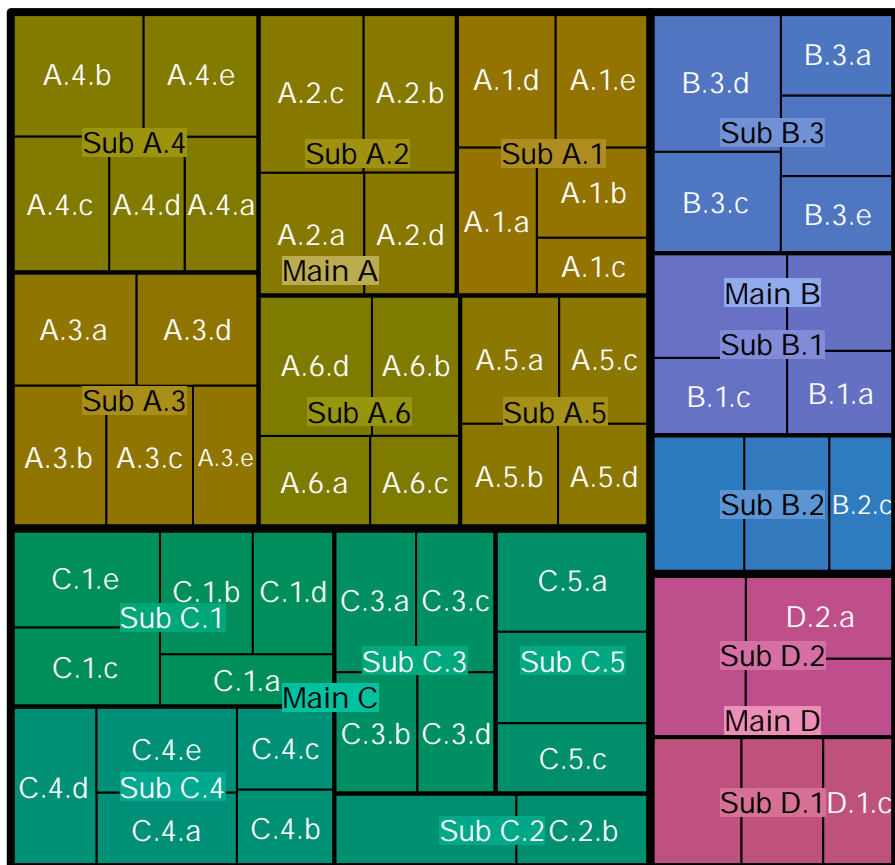 A.4.b
A.4.e
Sub A.4
A.4.c
A.4.d
A.4.a
A.2.c
A.2.b
Sub A.2
A.2.a
A.2.d
Main A
A.1.d
A.1.e
Sub A.1
A.1.a
A.1.b
A.1.c
B.3.d
B.3.a
Sub B.3
B.3.c
B.3.e
Main B
Sub B.1
B.1.c
B.1.a
A.3.a
A.3.d
Sub A.3
A.3.b
A.3.c
A.3.e
A.6.d
A.6.b
Sub A.6
A.6.a
A.6.c
A.5.a
A.5.c
Sub A.5
A.5.b
A.5.d
Sub B.2
B.2.c
C.1.e
C.1.b
C.1.d
Sub C.1
C.1.c
C.1.a
Main C
C.3.a
C.3.c
Sub C.3
C.3.b
C.3.d
C.5.a
Sub C.5
C.5.c
D.2.a
Sub D.2
Main D
C.4.d
C.4.e
C.4.c
Sub C.4
C.4.a
C.4.b
Sub C.2
C.2.b
Sub D.1
D.1.c